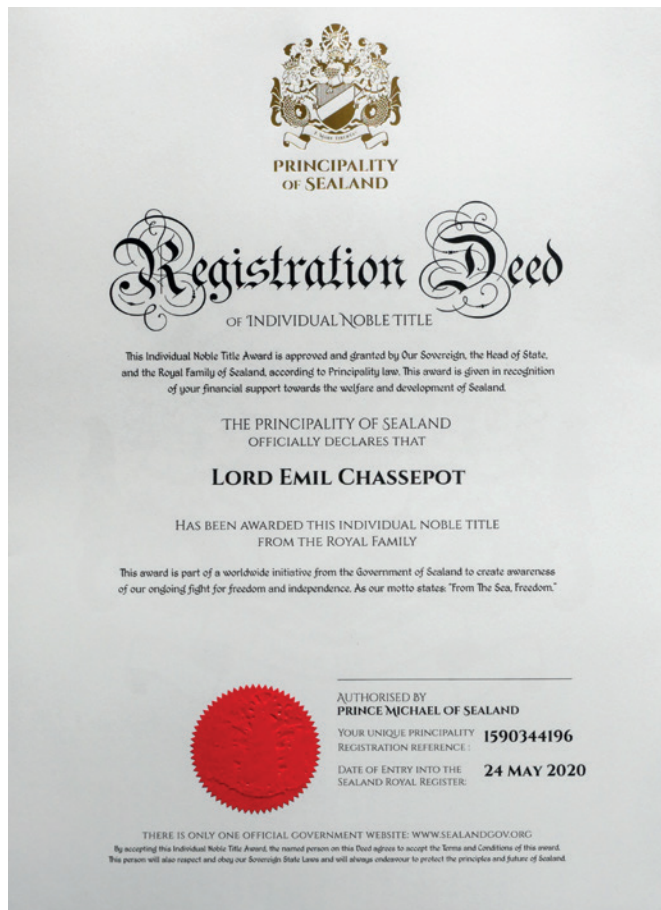 PRINCIPALITY
OF SEALAND
Registration Deed
OF INDIVIDUAL NOBLE TITLE
This Individual Noble Title Award is approved and granted by Our Sovereign, the Head of State,
and the Royal Family of Sealand, according to Principality law. This award is given in recognition
of your financial support towards the welfare and development of Sealand.
THE PRINCIPALITY OF SEALAND
OFFICIALLY DECLARES THAT
LORD EMIL CHASSEPOT
HAS BEEN AWARDED THIS INDIVIDUAL NOBLE TITLE
FROM THE ROYAL FAMILY
This award is part of a worldwide initiative from the Government of Sealand to create awareness
of our ongoing fight for freedom and independence. As our motto states: "From The Sea, Freedom."
AUTHORISED BY
PRINCE MICHAEL OF SEALAND
YOUR UNIQUE PRINCIPALITY
REGISTRATION REFERENCE : 1590344196
DATE OF ENTRY INTO THE
SEALAND ROYAL REGISTER: 24 MAY 2020
THERE IS ONLY ONE OFFICIAL GOVERNMENT WEBSITE: WWW.SEALANDGOV.ORG
By accepting this Individual Noble Title Award, the named person on this Deed agrees to accept the Terms and Conditions of this award.
This person will also respect and obey our Sovereign State Laws and will always endeavour to protect the principles and future of Sealand.